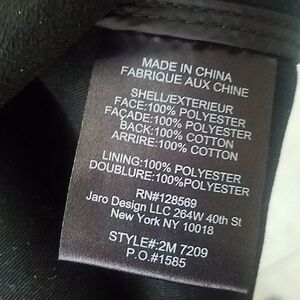 MADE IN CHINA
FABRIQUE AUX CHINE
SHELL/EXTERIEUR
FACE:100% POLYESTER
FAÇADE:100% POLYESTER
BACK:100% COTTON
ARRIRE:100% COTTON
LINING:100% POLYESTER
DOUBLURE:100%POLYESTER
RN#128569
Jaro Design LLC 264W 40th St
New York NY 10018
STYLE#:2M 7209
P.O.#1585